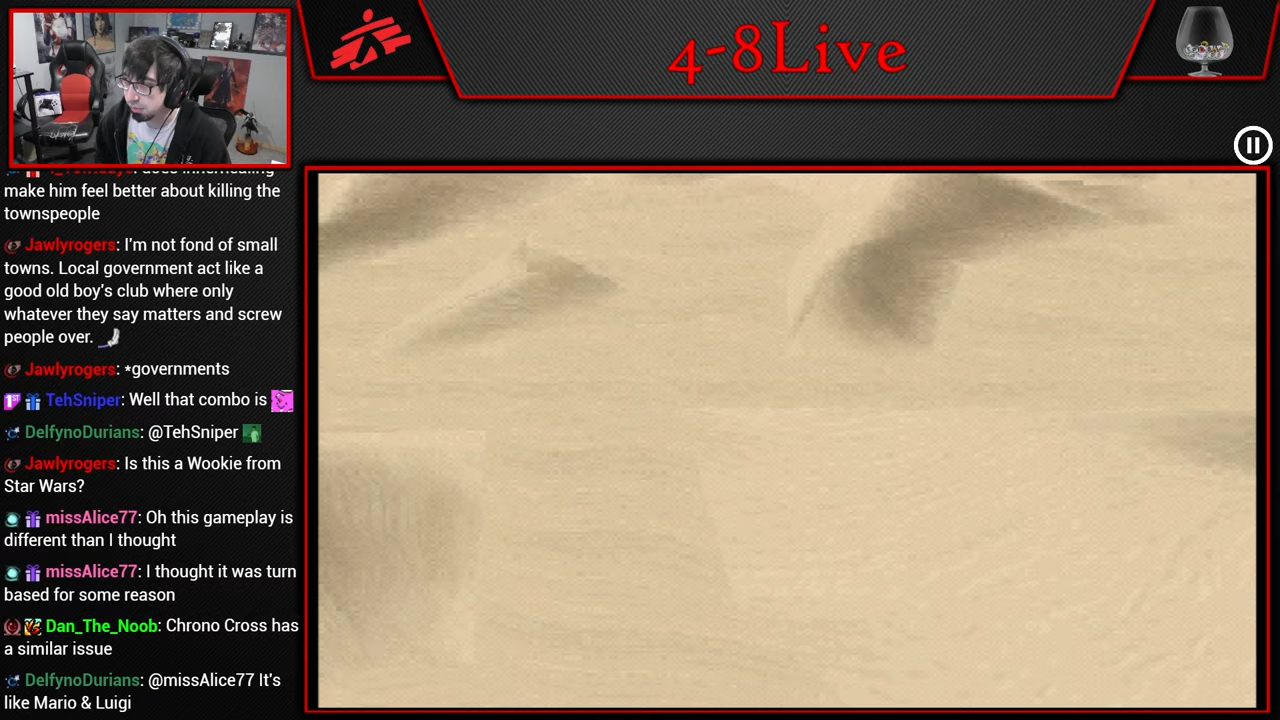 4-8Live
make him feel better about killing the
townspeople
Jawlyrogers: I'm not fond of small
towns. Local government act like a
good old boy's club where only
whatever they say matters and screw
people over.
Jawlyrogers: *governments
TehSniper: Well that combo is
DelfynoDurians: @TehSniper
Jawlyrogers: Is this a Wookie from
Star Wars?
missAlice77: Oh this gameplay is
different than I thought
missAlice77: I thought it was turn
based for some reason
Dan_The_Noob: Chrono Cross has
a similar issue
DelfynoDurians: @missAlice77 It's
like Mario & Luigi